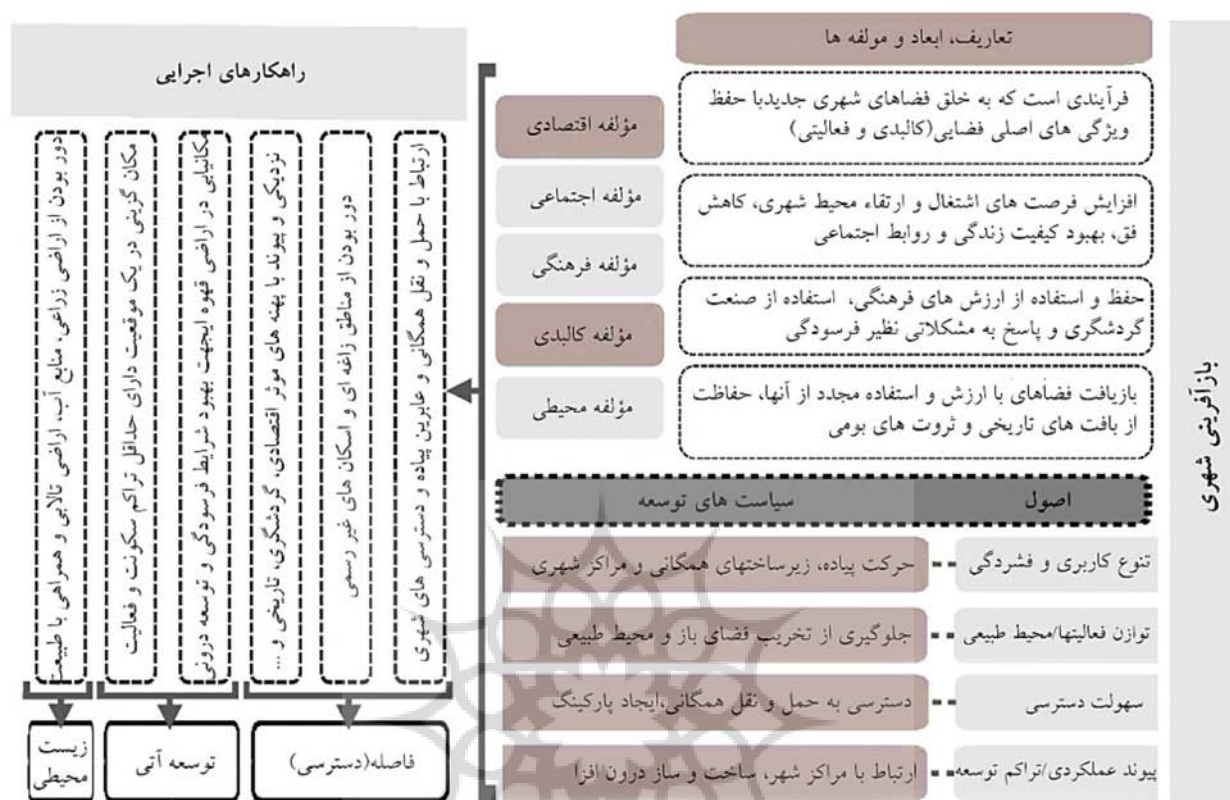 بازآفرینی شهری
تعاریف، ابعاد و مولفه ها
فرآیندی است که به خلق فضاهای شهری جدیدبا حفظ
ویژگی های اصلی فضایی(کالبدی و فعالیتی)
افزایش فرصت های اشتغال و ارتقاء محیط شهری، کاهش
فق، بهبود کیفیت زندگی و روابط اجتماعی
حفظ و استفاده از ارزش های فرهنگی، استفاده از صنعت
گردشگری و پاسخ به مشکلاتی نظیر فرسودگی
بازیافت فضاهای با ارزش و استفاده مجدد از آنها، حفاظت
از بافت های تاریخی و ثروت های بومی
مؤلفه اقتصادی
مؤلفه اجتماعی
مؤلفه فرهنگی
مؤلفه کالبدی
مؤلفه محیطی
اصول
سیاست های توسعه
تنوع کاربری و فشردگی
حرکت پیاده، زیرساختهای همگانی و مراکز شهری
توازن فعالیتها/محیط طبیعی
جلوگیری از تخریب فضای باز و محیط طبیعی
سهولت دسترسی
دسترسی به حمل و نقل همگانی،ایجاد پارکینگ
پیوند عملکردی/تراکم توسعه
ارتباط با مراکز شهر، ساخت و ساز درون افزا
راهکارهای اجرایی
ارتباط با حمل و نقل همگانی و عابرین پیاده و دسترسی های شهری
دور بودن از مناطق زاغه ای و اسکان های غیر رسمی
نزدیکی و پیوند با پهنه های موثر اقتصادی، گردشگری، تاریخی و ...
مکانیابی در اراضی قهوه ایجهت بهبود شرایط فرسودگی و توسعه درونی
مکان گزینی در یک موقعیت دارای حداقل تراکم سکونت و فعالیت
دور بودن از اراضی زراعی، منابع آب، اراضی تالابی و همراهی با طبیعت
فاصله(دسترسی)
توسعه آتی
زیست
محیطی